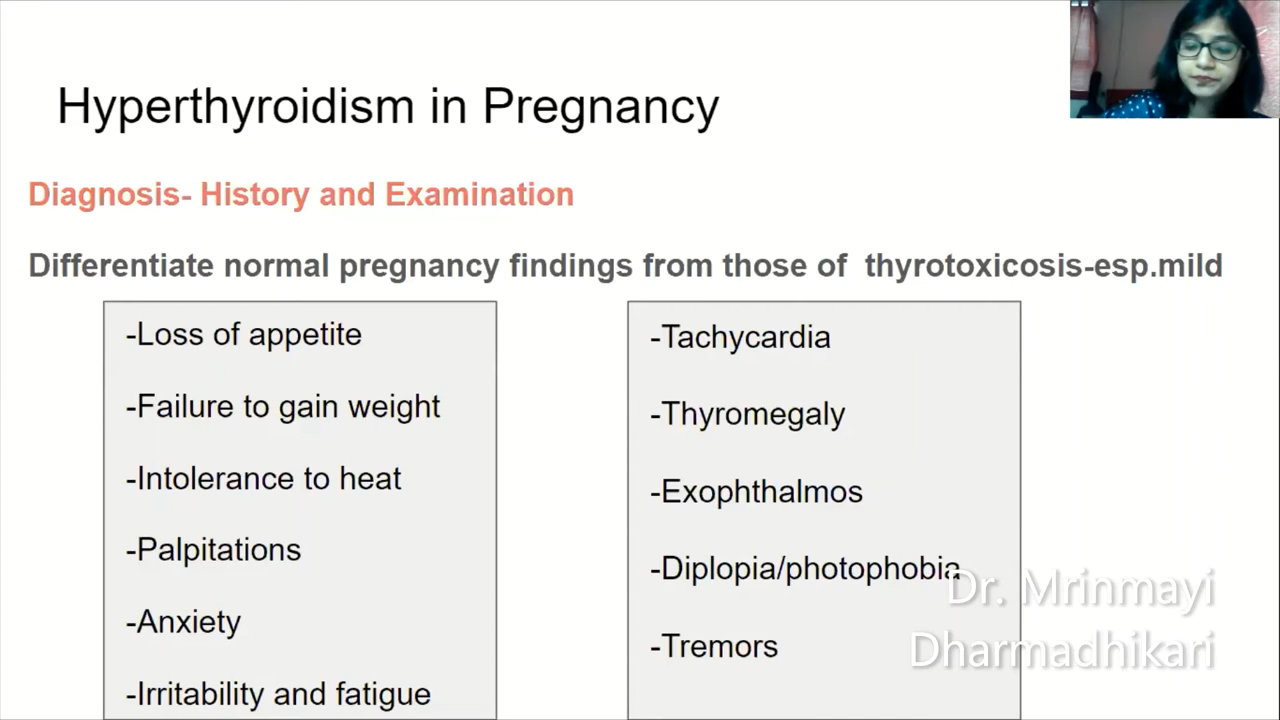 Hyperthyroidism in Pregnancy
Diagnosis- History and Examination
Differentiate normal pregnancy findings from those of thyrotoxicosis-esp.mild
-Loss of appetite
-Failure to gain weight
-Intolerance to heat
-Palpitations
-Anxiety
-Irritability and fatigue
-Tachycardia
-Thyromegaly
-Exophthalmos
-Diplopia/photophobia
-Tremors
Dr. Mrinmayi
Dharmadhikari